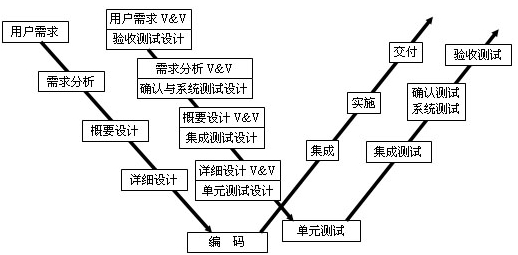 用户需求
需求分析
概要设计
详细设计
编 码
用户需求 V&V
验收测试设计
需求分析 V&V
确认与系统测试设计
概要设计 V&V
集成测试设计
详细设计 V&V
单元测试设计
单元测试
集成
实施
交付
集成测试
确认测试
系统测试
验收测试